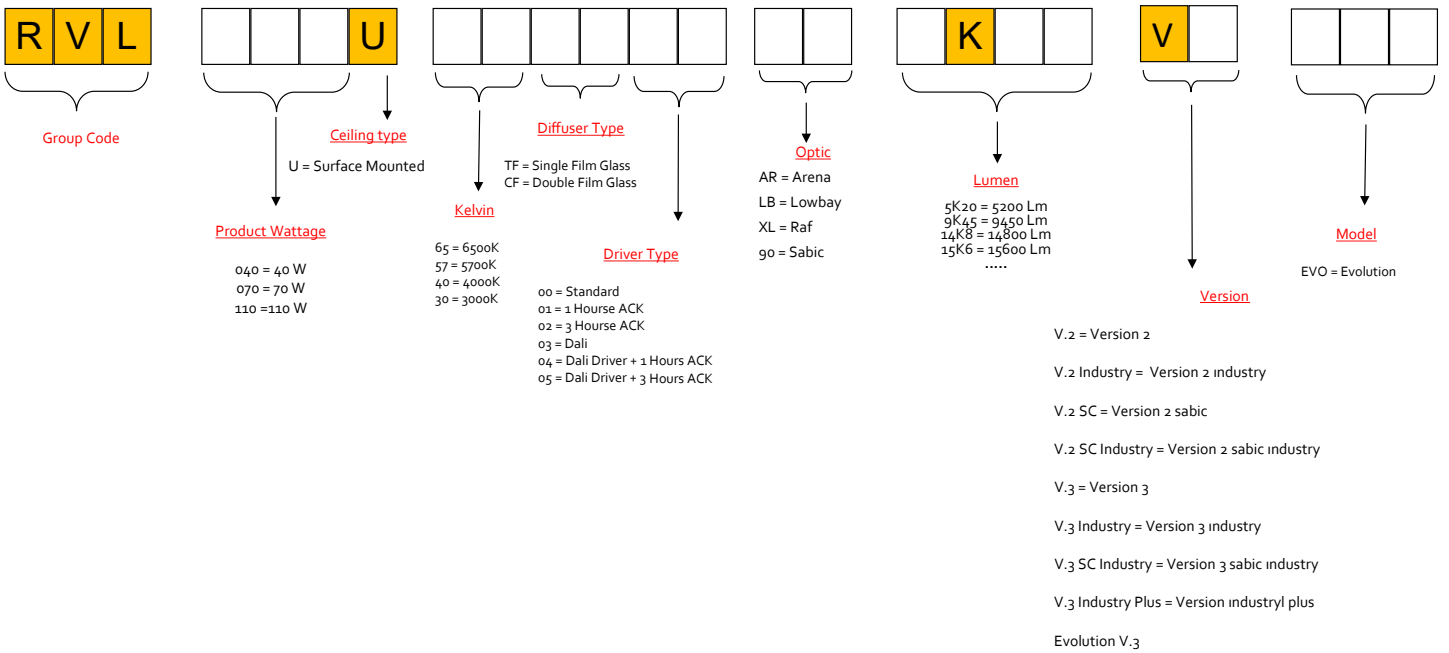 R V L U K V
Group Code
Ceiling type
U = Surface Mounted
Product Wattage
040 = 40 W
070 = 70 W
110 =110 W
Kelvin
65 = 6500K
57 = 5700K
40 = 4000K
30 = 3000K
Diffuser Type
TF = Single Film Glass
CF = Double Film Glass
Driver Type
00 = Standard
01 = 1 Hourse ACK
02 = 3 Hourse ACK
03 = Dali
04 = Dali Driver + 1 Hours ACK
05 = Dali Driver + 3 Hours ACK
Optic
AR = Arena
LB = Lowbay
XL = Raf
90 = Sabic
Lumen
5K20 = 5200 Lm
9K45 = 9450 Lm
14K8 = 14800 Lm
15K6 = 15600 Lm
.....
Version
V.2 = Version 2
V.2 Industry = Version 2 ındustry
V.2 SC = Version 2 sabic
V.2 SC Industry = Version 2 sabic ındustry
V.3 = Version 3
V.3 Industry = Version 3 ındustry
V.3 SC Industry = Version 3 sabic ındustry
V.3 Industry Plus = Version ındustryl plus
Evolution V.3
Model
EVO = Evolution